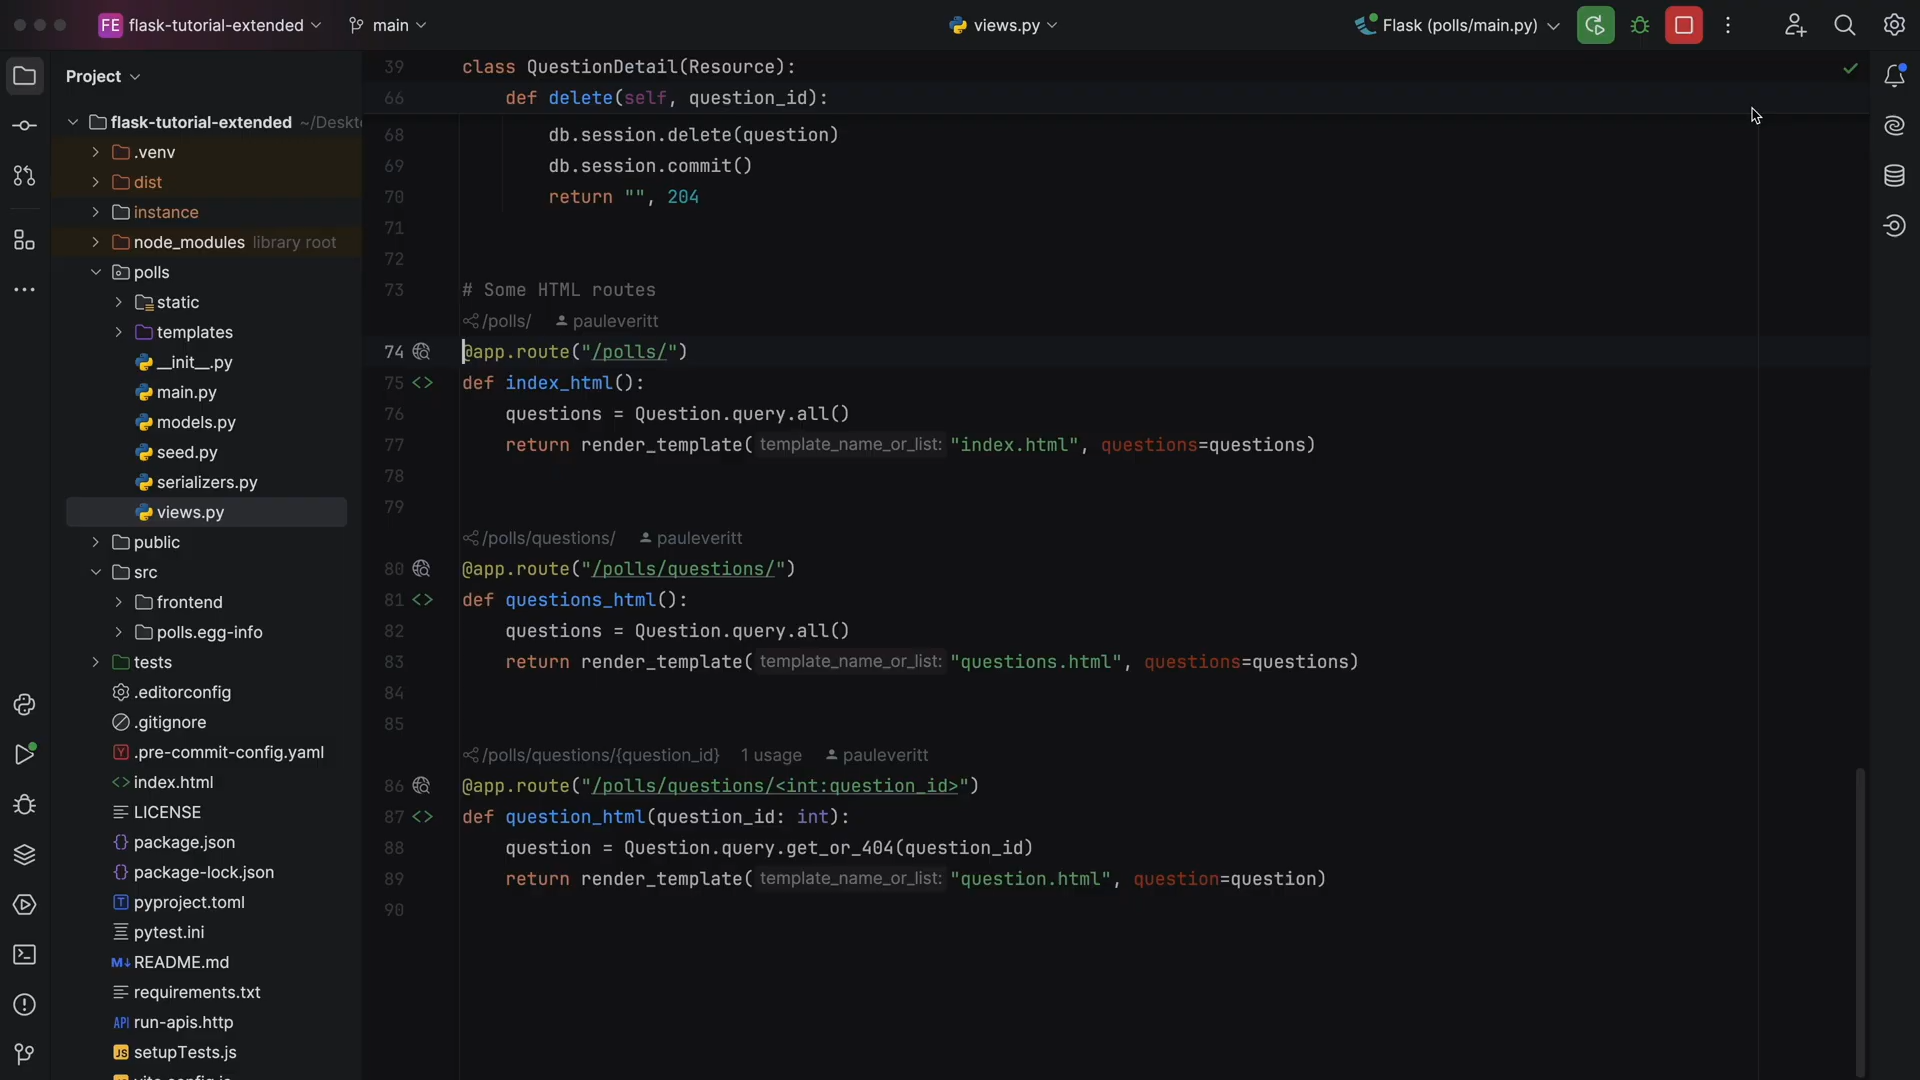 FE flask-tutorial-extended
main
views.py
Flask (polls/main.py)
Project
flask-tutorial-extended ~/Deskt
.venv
dist
instance
node_modules library root
polls
static
templates
__init__.py
main.py
models.py
seed.py
serializers.py
views.py
public
src
frontend
polls.egg-info
tests
.editorconfig
.gitignore
Y .pre-commit-config.yaml
<> index.html
LICENSE
{} package.json
{} package-lock.json
T pyproject.toml
pytest.ini
M↓ README.md
requirements.txt
API run-apis.http
JS setupTests.js
39 class QuestionDetail(Resource):
66 def delete(self, question_id):
68 db.session.delete(question)
69 db.session.commit()
70 return "", 204
71
72
73 # Some HTML routes
/polls/ pauleveritt
74 @app.route("/polls/")
75 <> def index_html():
76 questions = Question.query.all()
77 return render_template( template_name_or_list: "index.html", questions=questions)
78
79
/polls/questions/ pauleveritt
80 @app.route("/polls/questions/")
81 <> def questions_html():
82 questions = Question.query.all()
83 return render_template( template_name_or_list: "questions.html", questions=questions)
84
85
/polls/questions/{question_id} 1 usage pauleveritt
86 @app.route("/polls/questions/<int:question_id>")
87 <> def question_html(question_id: int):
88 question = Question.query.get_or_404(question_id)
89 return render_template( template_name_or_list: "question.html", question=question)
90